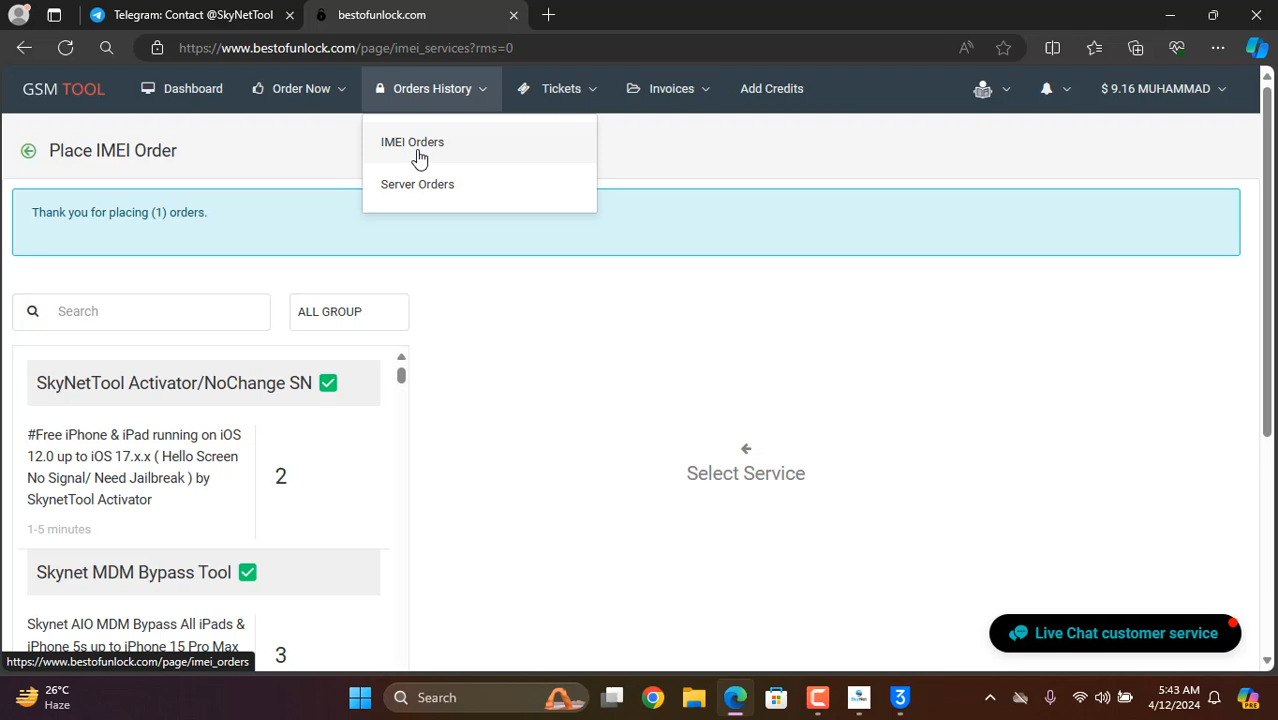 Telegram: Contact @SkyNetTool
bestofunlock.com
https://www.bestofunlock.com/page/imei_services?rms=0
GSM TOOL
Dashboard
Order Now
Orders History
Tickets
Invoices
Add Credits
$ 9.16 MUHAMMAD
IMEI Orders
Server Orders
Place IMEI Order
Thank you for placing (1) orders.
Search
ALL GROUP
SkyNetTool Activator/NoChange SN
#Free iPhone & iPad running on iOS
12.0 up to iOS 17.x.x ( Hello Screen
No Signal/ Need Jailbreak ) by
SkynetTool Activator
2
1-5 minutes
Skynet MDM Bypass Tool
Skynet AIO MDM Bypass All iPads &
iPhone 5s up to iPhone 15 Pro Max
3
Select Service
Live Chat customer service
https://www.bestofunlock.com/page/imei_orders
26°C
Haze
Search
5:43 AM
4/12/2024
PRE